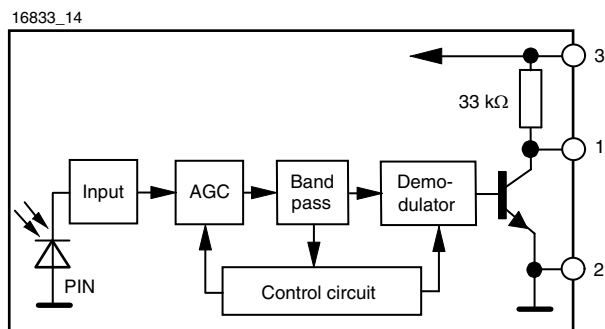 16833_14
3
33 kΩ
1
Input
AGC
Band
pass
Demo-
dulator
PIN
Control circuit
2